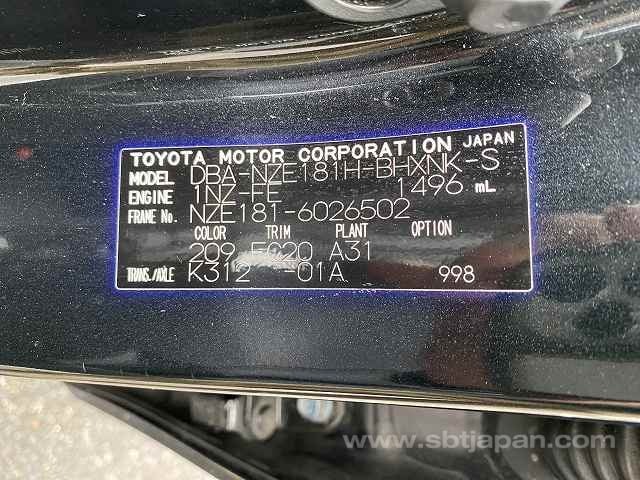 TOYOTA MOTOR CORPORATION JAPAN
MODEL DBA-NZE181H-BHXNK-S
ENGINE 1NZ-FE 1496 mL
FRAME No. NZE181-6026502
COLOR TRIM PLANT OPTION
209 FC20 A31
TRANS./AXLE K312 -01A 998
www.sbtjapan.com